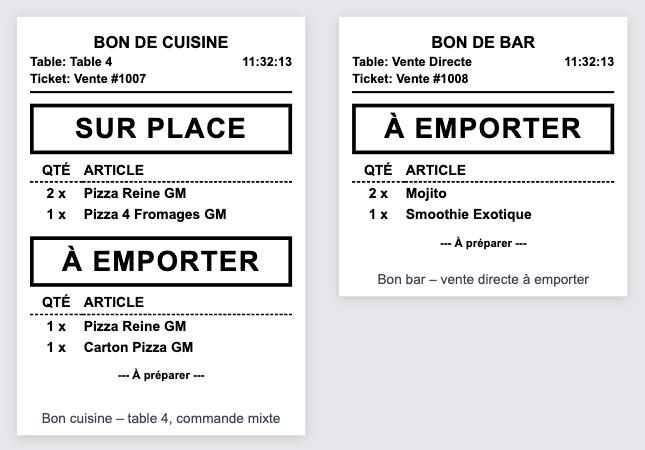 BON DE CUISINE
Table: Table 4 11:32:13
Ticket: Vente #1007
SUR PLACE
QTÉ ARTICLE
2 x Pizza Reine GM
1 x Pizza 4 Fromages GM
À EMPORTER
QTÉ ARTICLE
1 x Pizza Reine GM
1 x Carton Pizza GM
--- À préparer ---
Bon cuisine – table 4, commande mixte
BON DE BAR
Table: Vente Directe 11:32:13
Ticket: Vente #1008
À EMPORTER
QTÉ ARTICLE
2 x Mojito
1 x Smoothie Exotique
--- À préparer ---
Bon bar – vente directe à emporter